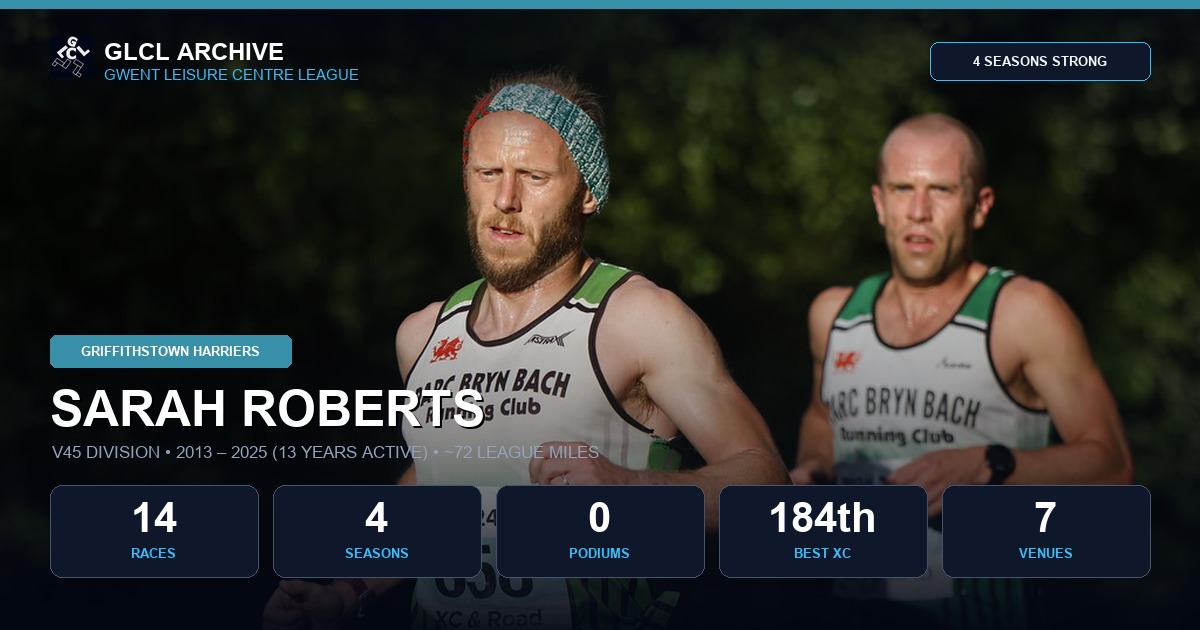 GLCL ARCHIVE
GWENT LEISURE CENTRE LEAGUE
4 SEASONS STRONG
PARC BRYN BACH
Running Club
PARC BRYN BACH
Running Club
GRIFFITHSTOWN HARRIERS
SARAH ROBERTS
V45 DIVISION • 2013 – 2025 (13 YEARS ACTIVE) • ~72 LEAGUE MILES
14
RACES
4
SEASONS
0
PODIUMS
184th
BEST XC
7
VENUES
XC & Road